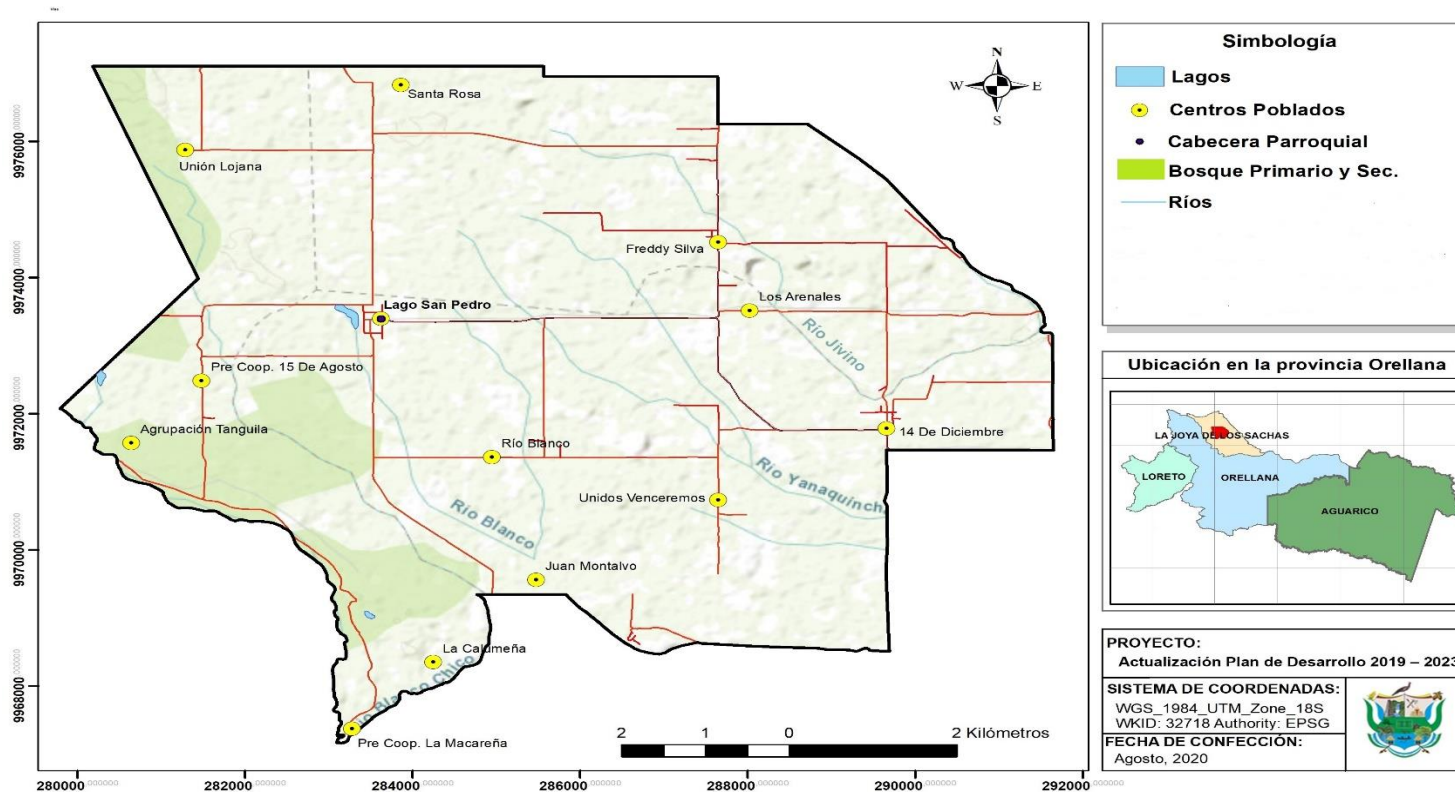 N
W
E
S
Santa Rosa
Unión Lojana
Freddy Silva
Los Arenales
Lago San Pedro
Río Jivino
Pre Coop. 15 De Agosto
Agrupación Tanguila
Río Blanco
14 De Diciembre
Unidos Venceremos
Río Yanaquinch
Río Blanco
Juan Montalvo
La Calumeña
Río Blanco Chico
Pre Coop. La Macareña
9976000
9974000
9972000
9970000
9968000
2 1 0 2 Kilómetros
280000 282000 284000 286000 288000 290000 292000
Simbología
Lagos
Centros Poblados
Cabecera Parroquial
Bosque Primario y Sec.
Ríos
Ubicación en la provincia Orellana
LA JOYA DE LOS SACHAS
LORETO
ORELLANA
AGUARICO
PROYECTO:
Actualización Plan de Desarrollo 2019 – 2023
SISTEMA DE COORDENADAS:
WGS_1984_UTM_Zone_18S
WKID: 32718 Authority: EPSG
FECHA DE CONFECCIÓN:
Agosto, 2020